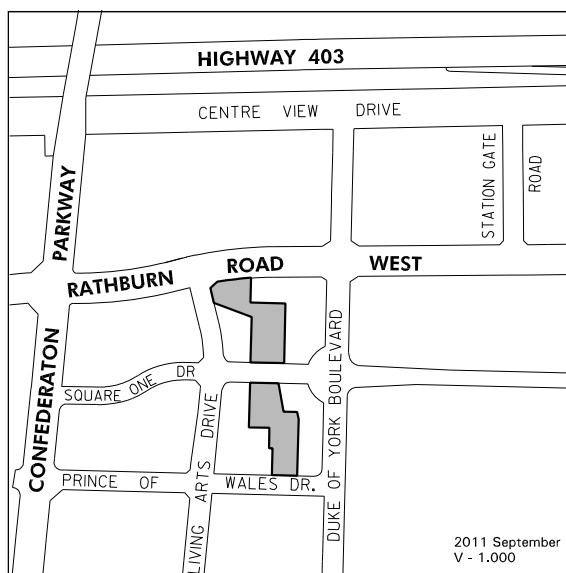 HIGHWAY 403
CENTRE VIEW DRIVE
STATION GATE
ROAD
PARKWAY
RATHBURN ROAD WEST
CONFEDERATON
SQUARE ONE DR
LIVING ARTS DRIVE
DUKE OF YORK BOULEVARD
PRINCE OF WALES DR.
2011 September
V - 1.000